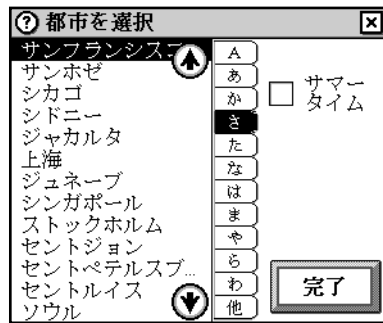 ? 都市を選択
サンフランシスコ
サンホゼ
シカゴ
シドニー
ジャカルタ
上海
ジュネーブ
シンガポール
ストックホルム
セントジョン
セントペテルスブ...
セントルイス
ソウル
A
あ
か
さ
た
な
は
ま
や
ら
わ
他
サマー
タイム
完了